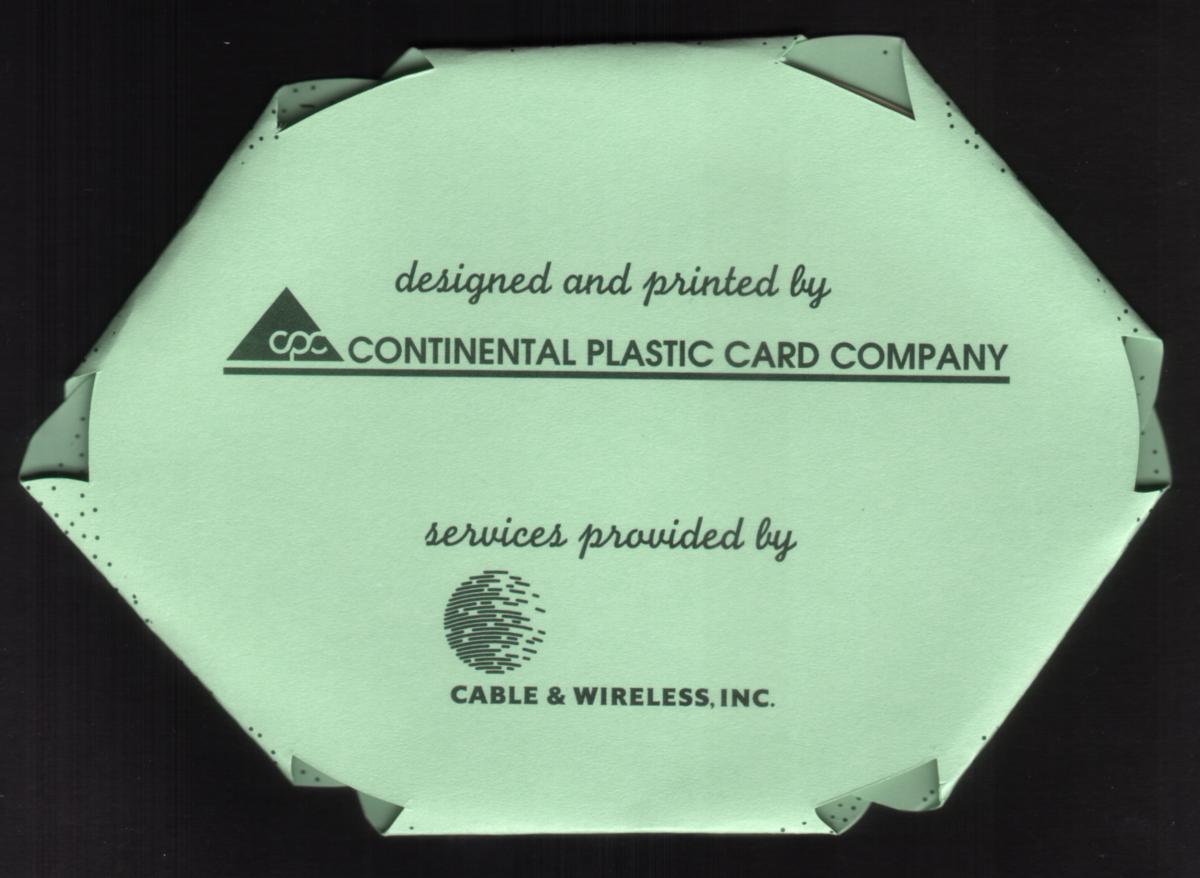 designed and printed by
cpc CONTINENTAL PLASTIC CARD COMPANY
services provided by
CABLE & WIRELESS, INC.